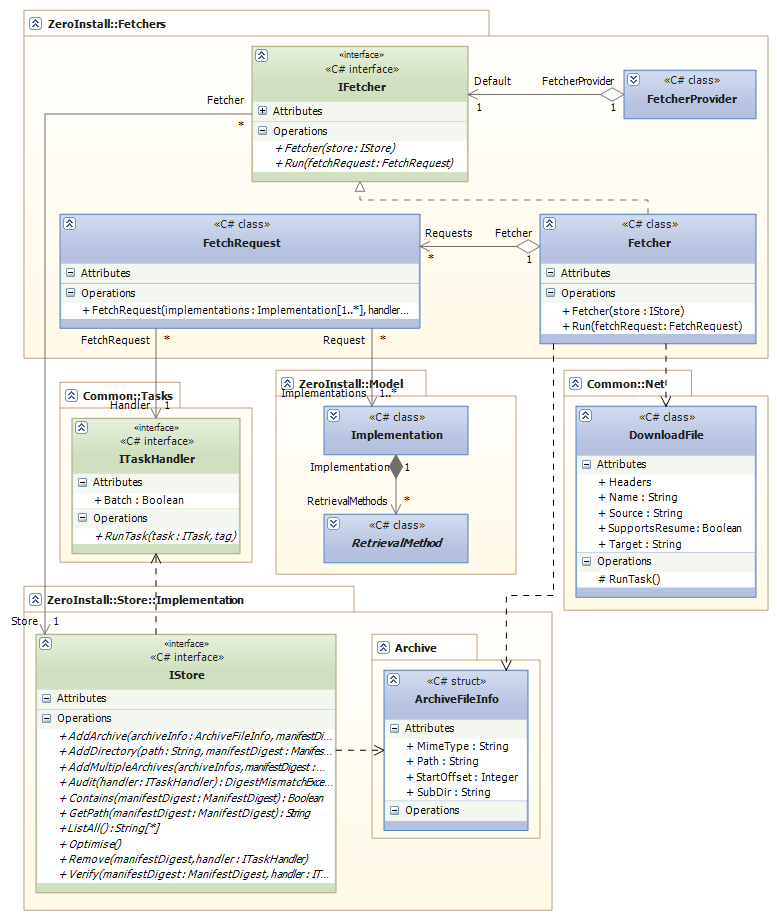 ZeroInstall::Fetchers
«interface»
«C# interface»
IFetcher
Attributes
Operations
+ Fetcher(store : IStore)
+ Run(fetchRequest : FetchRequest)
Default
1
FetcherProvider
1
«C# class»
FetcherProvider
Fetcher
*
«C# class»
FetchRequest
Attributes
Operations
+ FetchRequest(implementations : Implementation[1..*], handler...
Requests
*
Fetcher
1
«C# class»
Fetcher
Attributes
Operations
+ Fetcher(store : IStore)
+ Run(fetchRequest : FetchRequest)
FetchRequest
*
Request
*
Common::Tasks
Handler
1
«interface»
«C# interface»
ITaskHandler
Attributes
+ Batch : Boolean
Operations
+ RunTask(task : ITask, tag)
ZeroInstall::Model
Implementations
1..*
«C# class»
Implementation
Implementation
1
RetrievalMethods
*
«C# class»
RetrievalMethod
Common::Net
«C# class»
DownloadFile
Attributes
+ Headers
+ Name : String
+ Source : String
+ SupportsResume : Boolean
+ Target : String
Operations
# RunTask()
ZeroInstall::Store::Implementation
Store
1
«interface»
«C# interface»
IStore
Attributes
Operations
+ AddArchive(archiveInfo : ArchiveFileInfo, manifestDi...
+ AddDirectory(path : String, manifestDigest : Manifes...
+ AddMultipleArchives(archiveInfos, manifestDigest : ...
+ Audit(handler : ITaskHandler) : DigestMismatchExce...
+ Contains(manifestDigest : ManifestDigest) : Boolean
+ GetPath(manifestDigest : ManifestDigest) : String
+ ListAll() : String[*]
+ Optimise()
+ Remove(manifestDigest, handler : ITaskHandler)
+ Verify(manifestDigest : ManifestDigest, handler : IT...
Archive
«C# struct»
ArchiveFileInfo
Attributes
+ MimeType : String
+ Path : String
+ StartOffset : Integer
+ SubDir : String
Operations